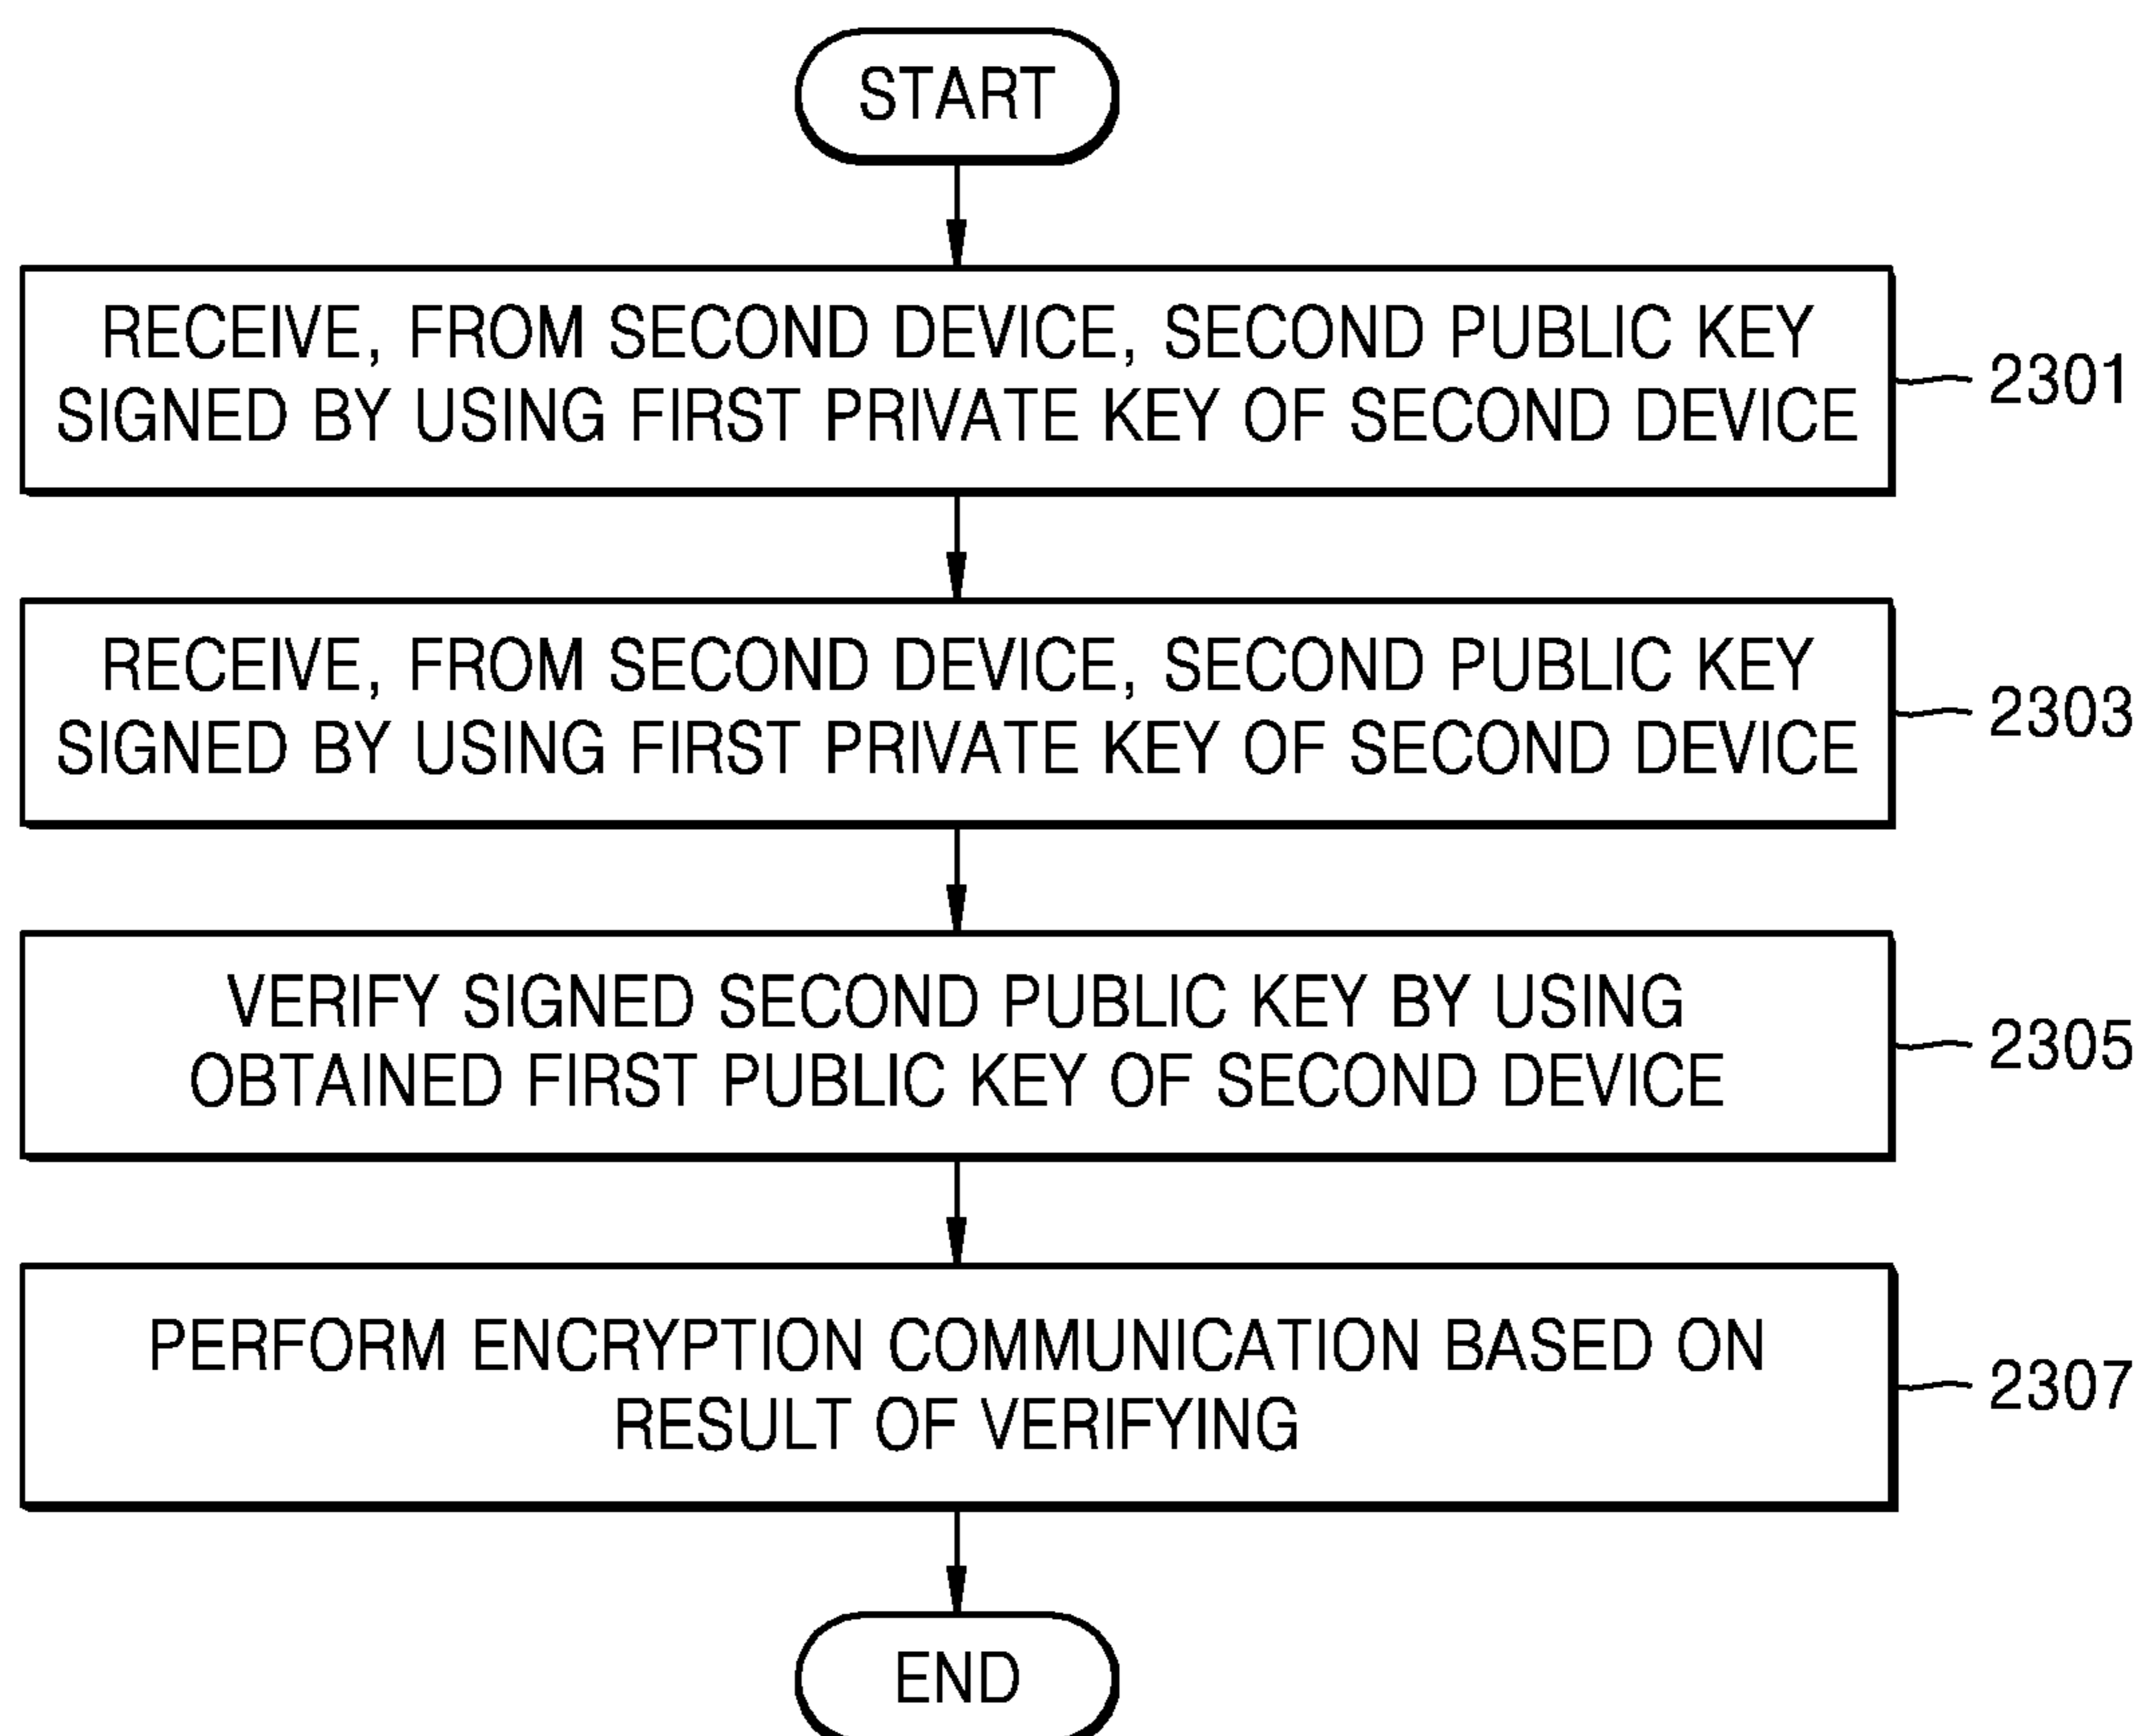 START
RECEIVE, FROM SECOND DEVICE, SECOND PUBLIC KEY
SIGNED BY USING FIRST PRIVATE KEY OF SECOND DEVICE
2301
RECEIVE, FROM SECOND DEVICE, SECOND PUBLIC KEY
SIGNED BY USING FIRST PRIVATE KEY OF SECOND DEVICE
2303
VERIFY SIGNED SECOND PUBLIC KEY BY USING
OBTAINED FIRST PUBLIC KEY OF SECOND DEVICE
2305
PERFORM ENCRYPTION COMMUNICATION BASED ON
RESULT OF VERIFYING
2307
END